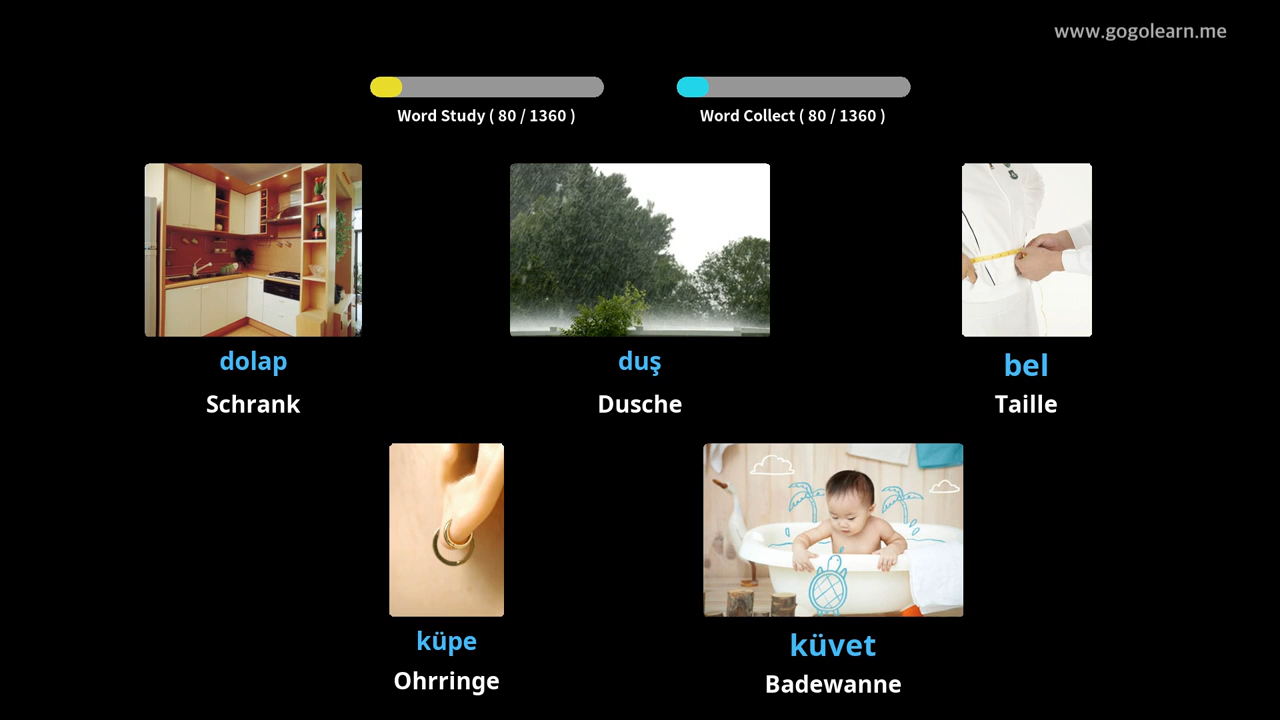 www.gogolearn.me
Word Study ( 80 / 1360 )
Word Collect ( 80 / 1360 )
dolap
Schrank
duş
Dusche
bel
Taille
küpe
Ohrringe
küvet
Badewanne